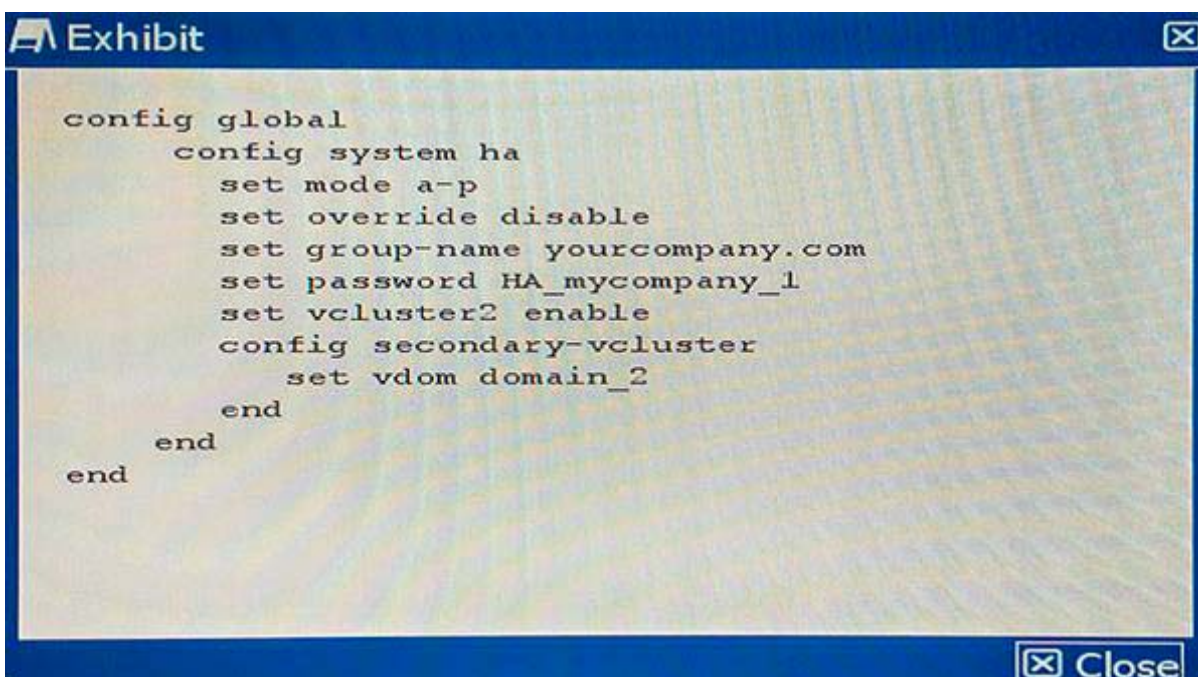 Exhibit
config global
config system ha
set mode a-p
set override disable
set group-name yourcompany.com
set password HA_mycompany_1
set vcluster2 enable
config secondary-vcluster
set vdom domain_2
end
end
end
Close